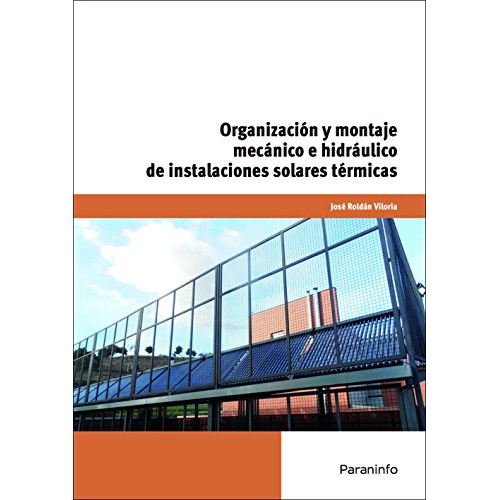 Organización y montaje
mecánico e hidráulico
de instalaciones solares térmicas
José Roldán Viloria
Paraninfo